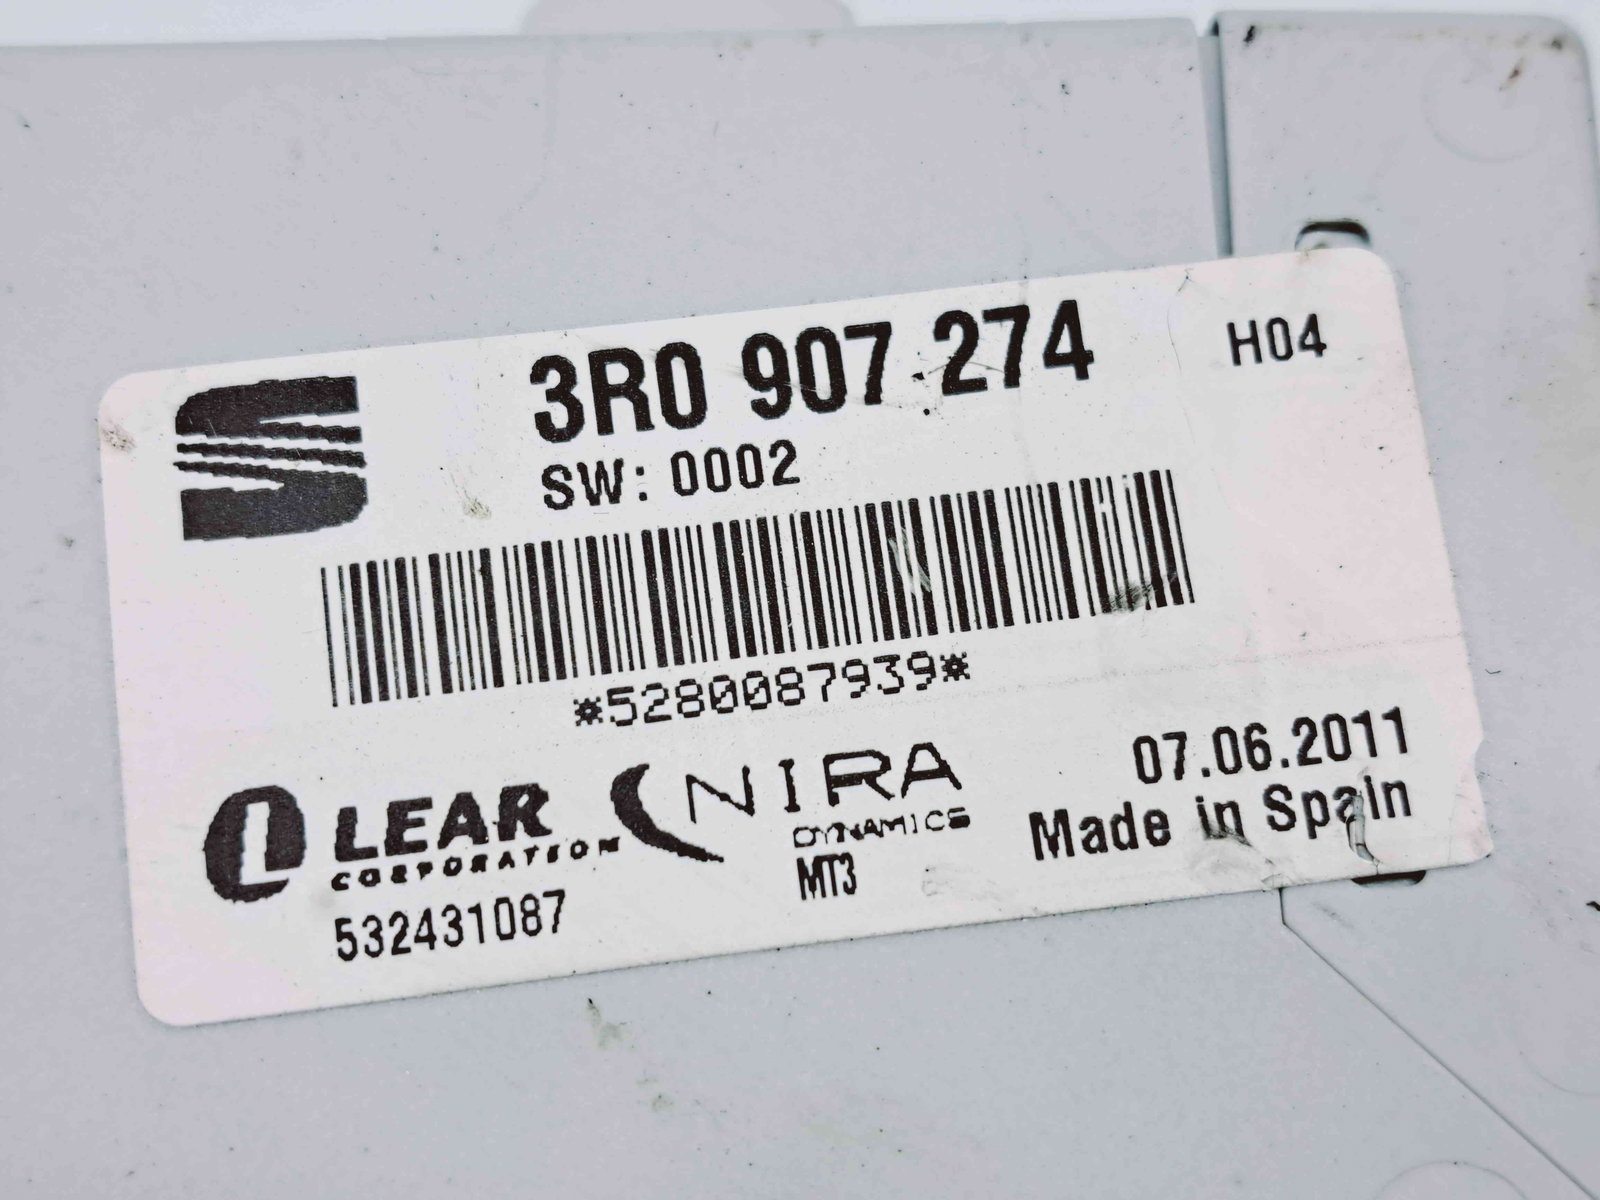 3R0 907 274
H04
SW: 0002
*5280087939*
07.06.2011
LEAR
CORPORATION
NIRA
DYNAMICS
Made in Spain
MT3
532431087